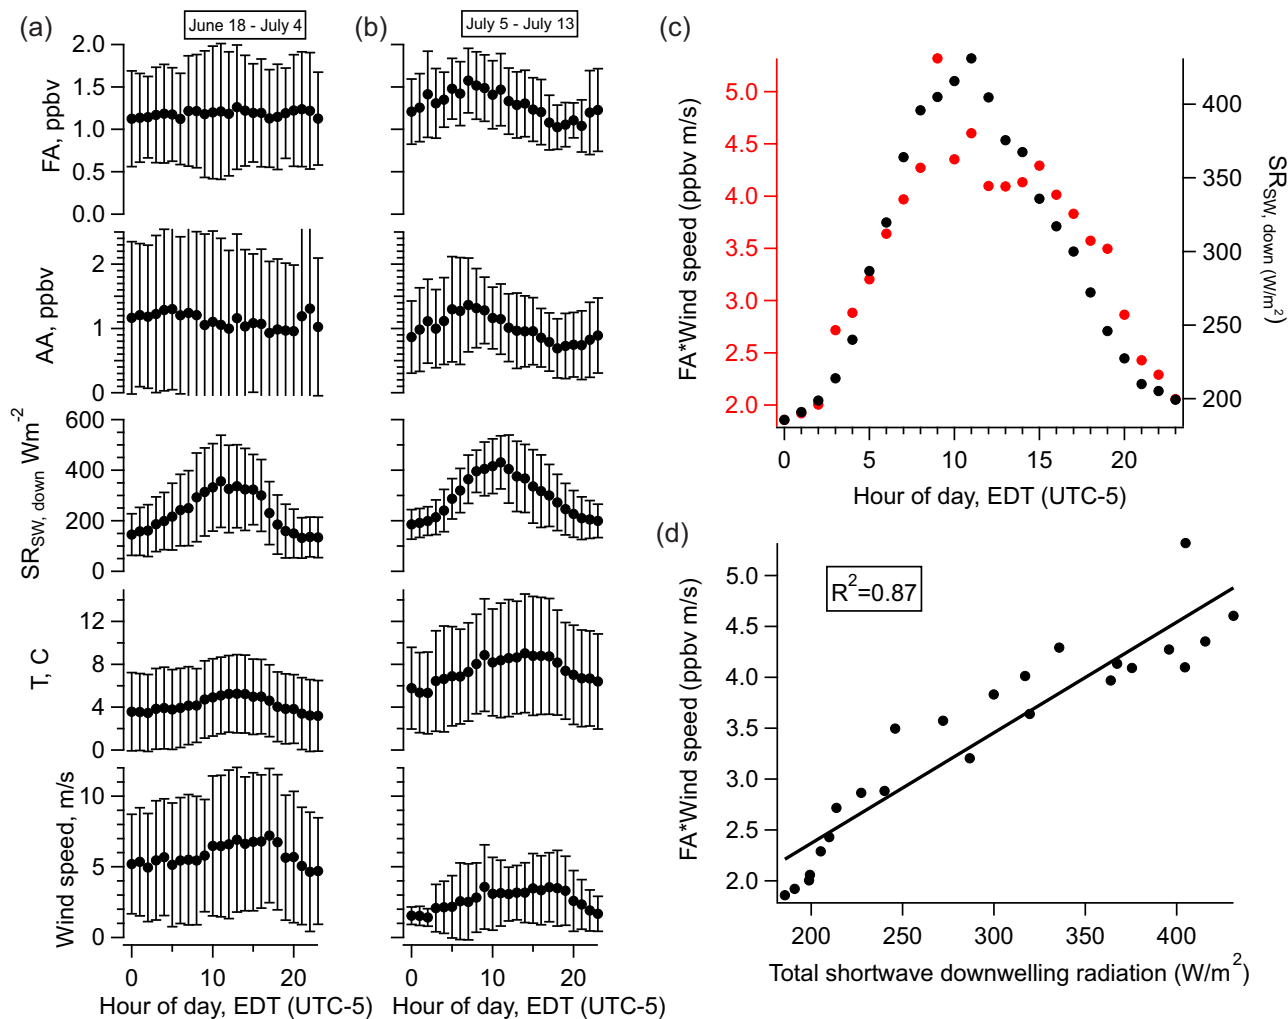 (a)
June 18 - July 4
(b)
July 5 - July 13
(c)
FA, ppbv
2.0
1.5
1.0
0.5
0.0
AA, ppbv
2
1
0
SR_SW, down Wm⁻²
600
400
200
0
T, C
12
8
4
0
Wind speed, m/s
10
5
0
0 10 20
Hour of day, EDT (UTC-5)
0 10 20
Hour of day, EDT (UTC-5)
FA*Wind speed (ppbv m/s)
5.0
4.5
4.0
3.5
3.0
2.5
2.0
SR_SW, down (W/m²)
400
350
300
250
200
0 5 10 15 20
Hour of day, EDT (UTC-5)
(d)
R²=0.87
FA*Wind speed (ppbv m/s)
5.0
4.5
4.0
3.5
3.0
2.5
2.0
200 250 300 350 400
Total shortwave downwelling radiation (W/m²)